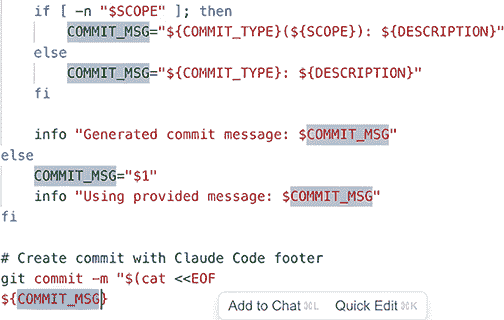 if [ -n "$SCOPE" ]; then
COMMIT_MSG="${COMMIT_TYPE}(${SCOPE}): ${DESCRIPTION}"
else
COMMIT_MSG="${COMMIT_TYPE}: ${DESCRIPTION}"
fi
info "Generated commit message: $COMMIT_MSG"
else
COMMIT_MSG="$1"
info "Using provided message: $COMMIT_MSG"
fi
# Create commit with Claude Code footer
git commit -m "$(cat <<EOF
${COMMIT_MSG}
Add to Chat ⌘L Quick Edit ⌘K